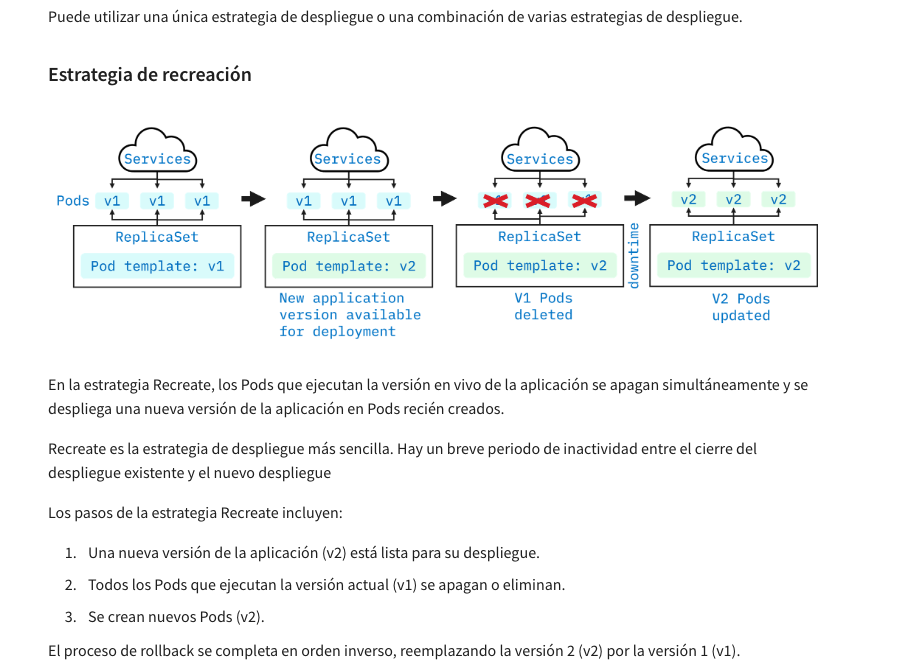 Puede utilizar una única estrategia de despliegue o una combinación de varias estrategias de despliegue.
Estrategia de recreación
Services
Services
Services
Services
Pods v1 v1 v1
v1 v1 v1
v2 v2 v2
ReplicaSet
Pod template: v1
ReplicaSet
Pod template: v2
New application
version available
for deployment
ReplicaSet
Pod template: v2
V1 Pods
deleted
downtime
ReplicaSet
Pod template: v2
V2 Pods
updated
En la estrategia Recreate, los Pods que ejecutan la versión en vivo de la aplicación se apagan simultáneamente y se
despliega una nueva versión de la aplicación en Pods recién creados.
Recreate es la estrategia de despliegue más sencilla. Hay un breve periodo de inactividad entre el cierre del
despliegue existente y el nuevo despliegue
Los pasos de la estrategia Recreate incluyen:
1. Una nueva versión de la aplicación (v2) está lista para su despliegue.
2. Todos los Pods que ejecutan la versión actual (v1) se apagan o eliminan.
3. Se crean nuevos Pods (v2).
El proceso de rollback se completa en orden inverso, reemplazando la versión 2 (v2) por la versión 1 (v1).